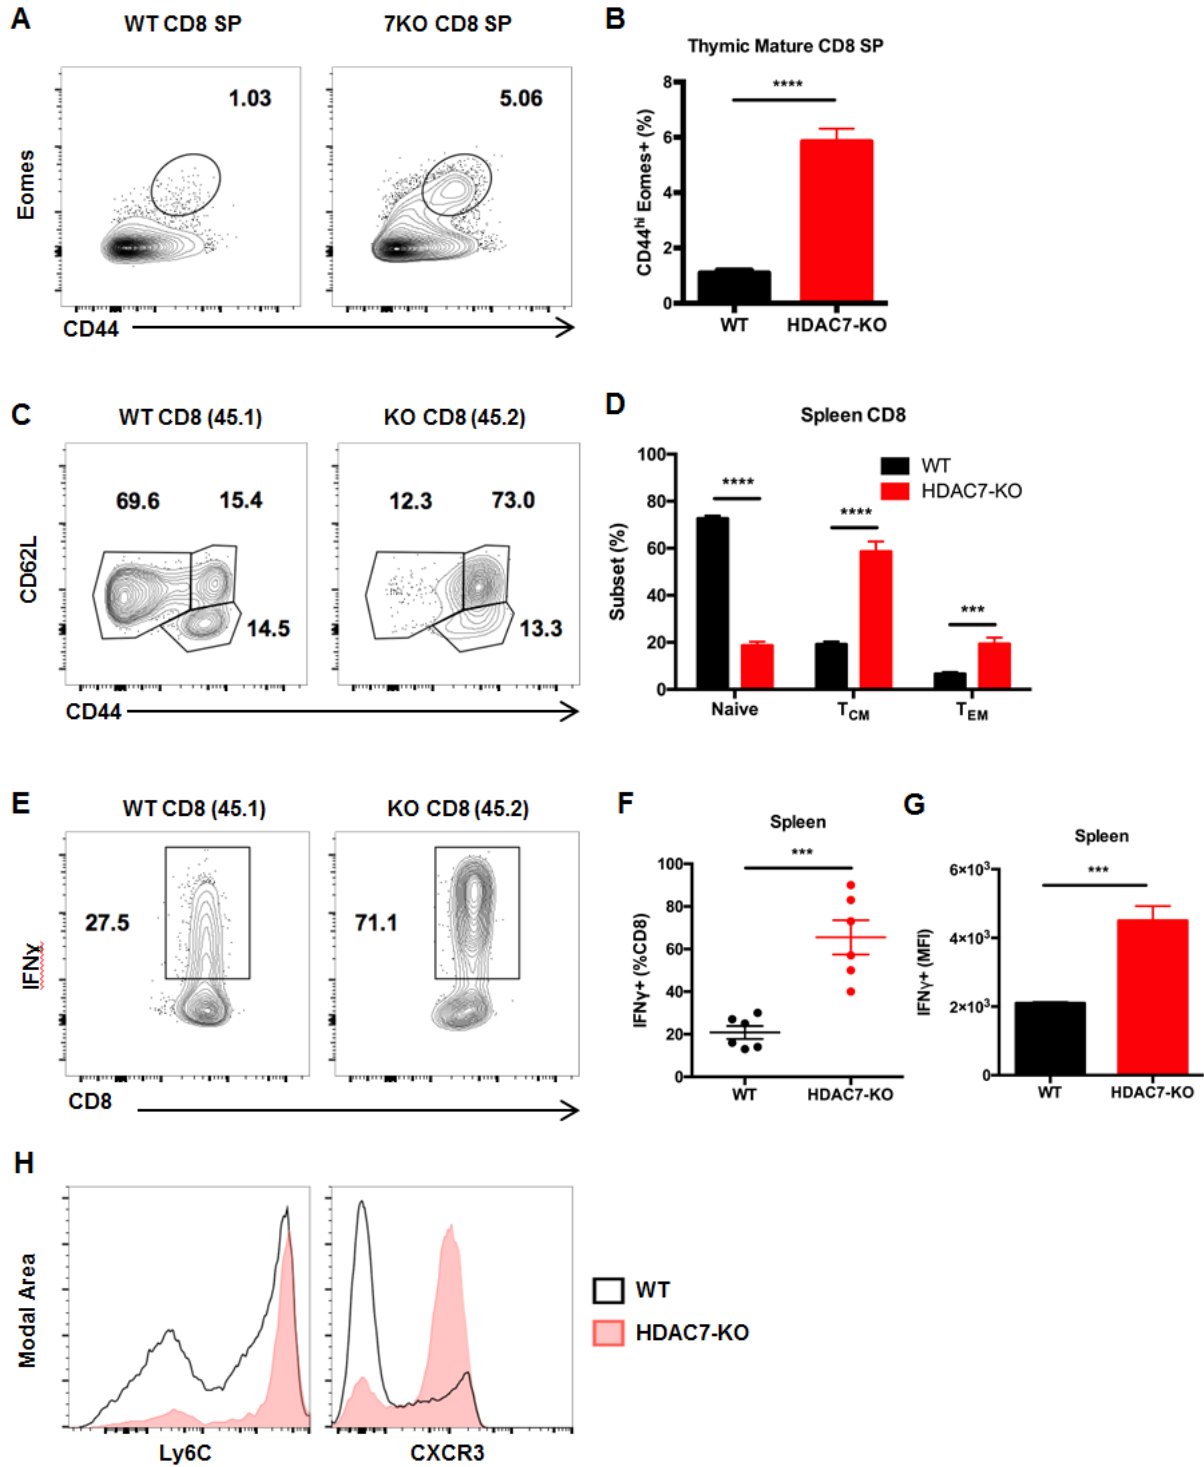 A
WT CD8 SP
7KO CD8 SP
1.03
5.06
Eomes
CD44
B
Thymic Mature CD8 SP
****
CD44hi Eomes+ (%)
8
6
4
2
0
WT
HDAC7-KO
C
WT CD8 (45.1)
KO CD8 (45.2)
69.6
15.4
14.5
12.3
73.0
13.3
CD62L
CD44
D
Spleen CD8
WT
HDAC7-KO
****
****
***
Subset (%)
100
80
60
40
20
0
Naive
TCM
TEM
E
WT CD8 (45.1)
KO CD8 (45.2)
27.5
71.1
IFNγ
CD8
F
Spleen
***
IFNγ+ (%CD8)
100
80
60
40
20
0
WT
HDAC7-KO
G
Spleen
***
IFNγ+ (MFI)
6×10³
4×10³
2×10³
0
WT
HDAC7-KO
H
Modal Area
Ly6C
CXCR3
WT
HDAC7-KO